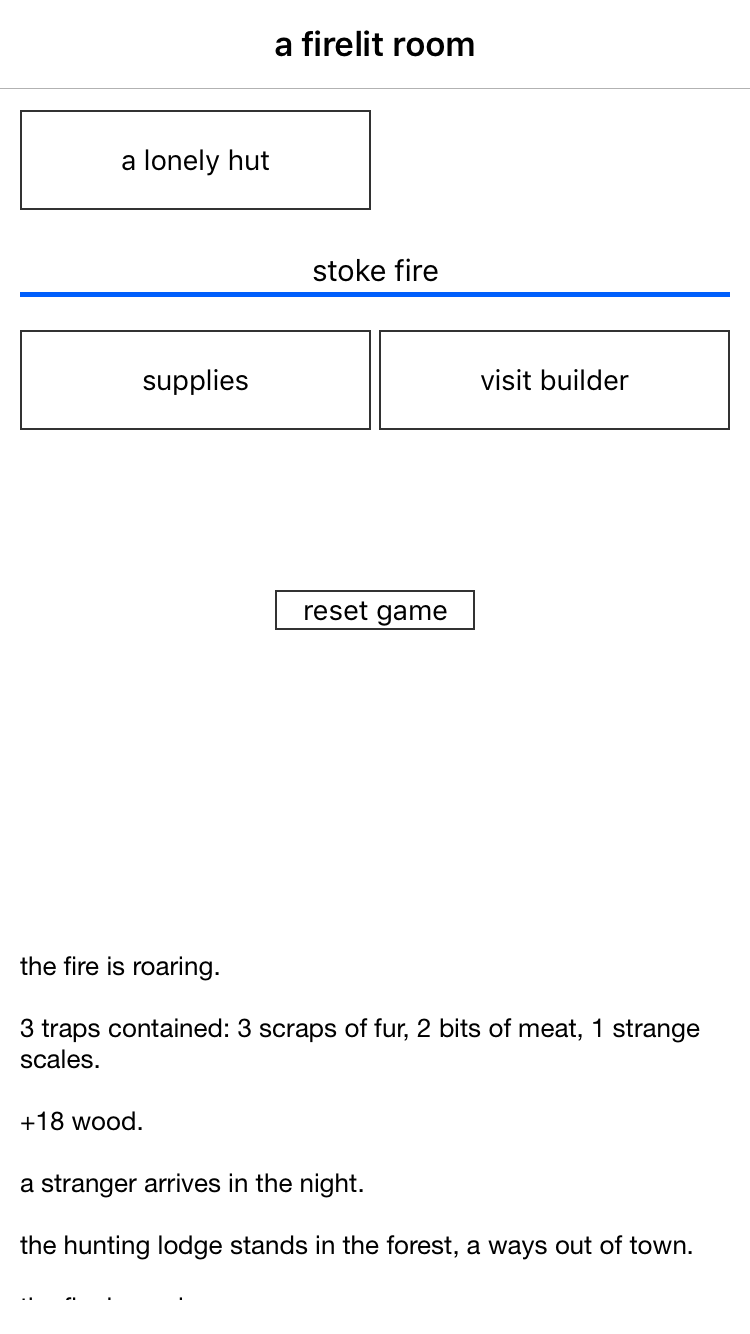 a firelit room
a lonely hut
stoke fire
supplies
visit builder
reset game
the fire is roaring.
3 traps contained: 3 scraps of fur, 2 bits of meat, 1 strange
scales.
+18 wood.
a stranger arrives in the night.
the hunting lodge stands in the forest, a ways out of town.